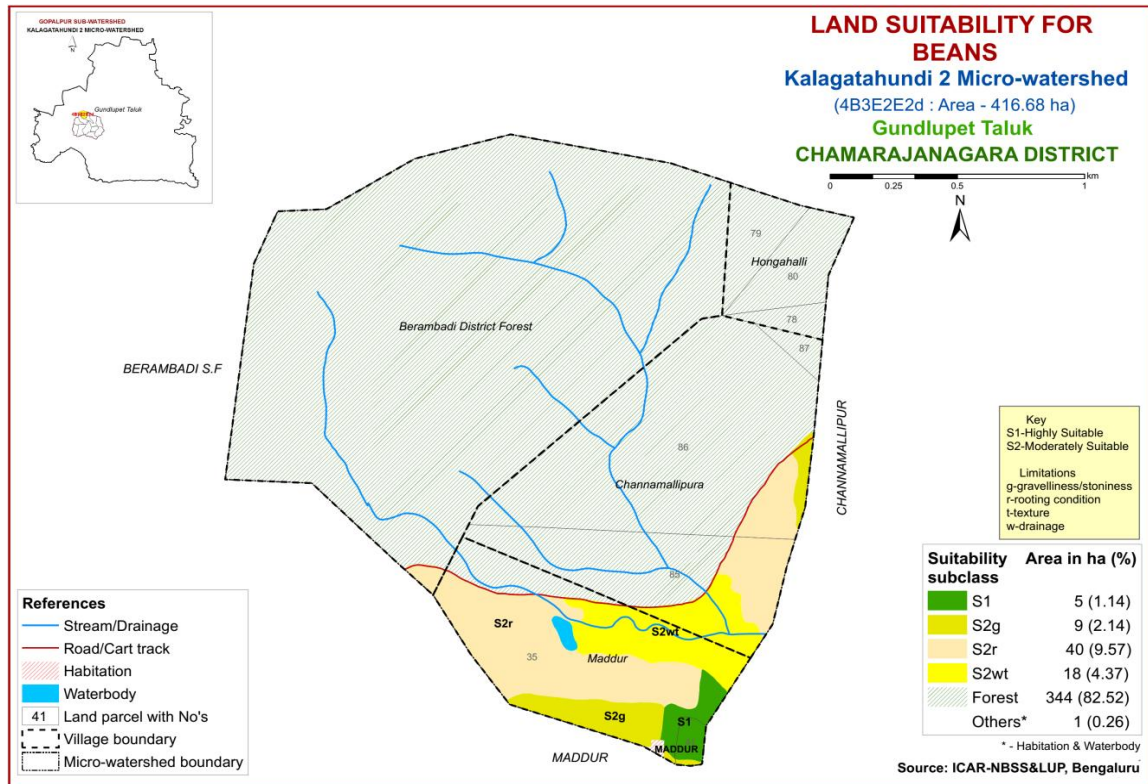 GOPALPUR SUB-WATERSHED
KALAGATAHUNDI 2 MICRO-WATERSHED
N
Gundlupet Taluk
LAND SUITABILITY FOR
BEANS
Kalagatahundi 2 Micro-watershed
(4B3E2E2d : Area - 416.68 ha)
Gundlupet Taluk
CHAMARAJANAGARA DISTRICT
0 0.25 0.5 1 km
N
79
Hongahalli
80
78
87
Berambadi District Forest
BERAMBADI S.F
CHANNAMALLIPUR
86
Channamallipura
85
S2r
S2wt
35
Maddur
S2g
S1
MADDUR
MADDUR
Key
S1-Highly Suitable
S2-Moderately Suitable
Limitations
g-gravelliness/stoniness
r-rooting condition
t-texture
w-drainage
Suitability Area in ha (%)
subclass
S1 5 (1.14)
S2g 9 (2.14)
S2r 40 (9.57)
S2wt 18 (4.37)
Forest 344 (82.52)
Others* 1 (0.26)
* - Habitation & Waterbody
Source: ICAR-NBSS&LUP, Bengaluru
References
Stream/Drainage
Road/Cart track
Habitation
Waterbody
41 Land parcel with No's
Village boundary
Micro-watershed boundary